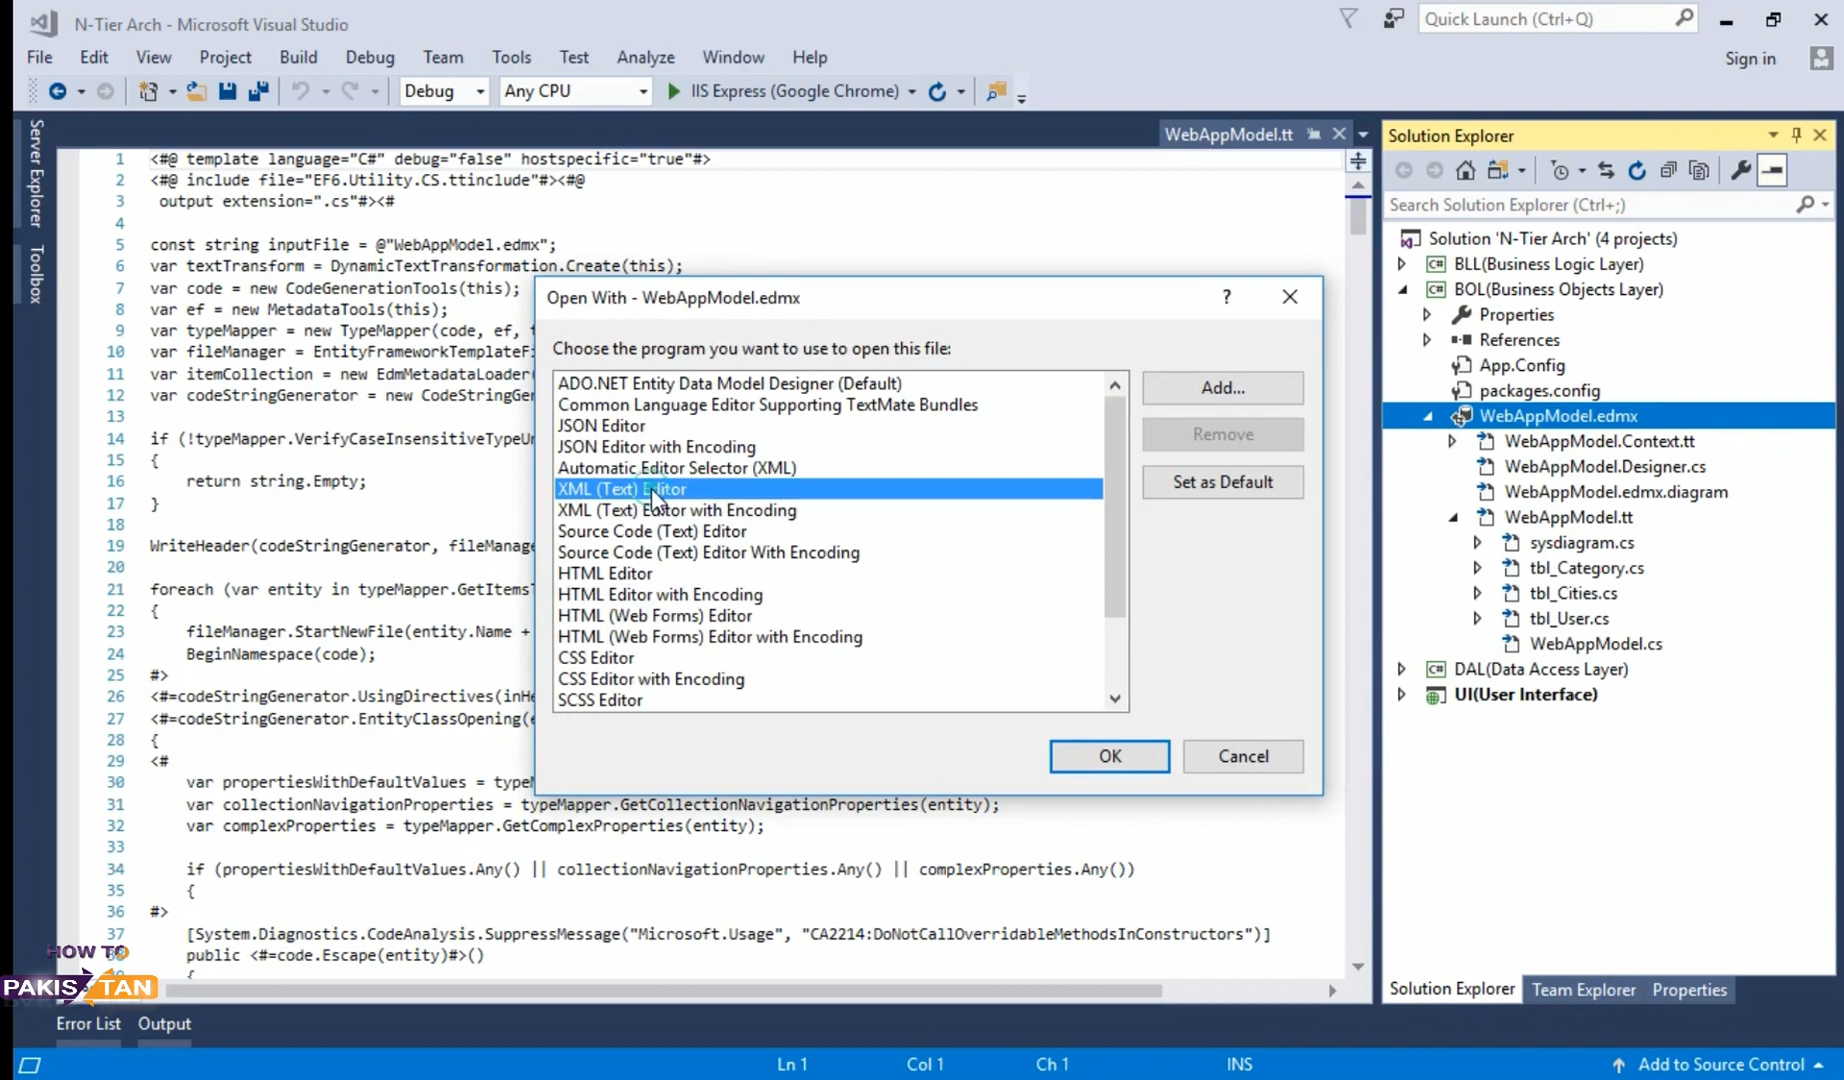 N-Tier Arch - Microsoft Visual Studio
Quick Launch (Ctrl+Q)
File Edit View Project Build Debug Team Tools Test Analyze Window Help
Sign in
Debug Any CPU IIS Express (Google Chrome)
Server Explorer
Toolbox
WebAppModel.tt
1 <#@ template language="C#" debug="false" hostspecific="true"#>
2 <#@ include file="EF6.Utility.CS.ttinclude"#><#@
3 output extension=".cs"#><#
4
5 const string inputFile = @"WebAppModel.edmx";
6 var textTransform = DynamicTextTransformation.Create(this);
7 var code = new CodeGenerationTools(this);
8 var ef = new MetadataTools(this);
9 var typeMapper = new TypeMapper(code, ef,
10 var fileManager = EntityFrameworkTemplateFi
11 var itemCollection = new EdmMetadataLoader(
12 var codeStringGenerator = new CodeStringGen
13
14 if (!typeMapper.VerifyCaseInsensitiveTypeUn
15 {
16 return string.Empty;
17 }
18
19 WriteHeader(codeStringGenerator, fileManage
20
21 foreach (var entity in typeMapper.GetItemsT
22 {
23 fileManager.StartNewFile(entity.Name +
24 BeginNamespace(code);
25 #>
26 <#=codeStringGenerator.UsingDirectives(inHe
27 <#=codeStringGenerator.EntityClassOpening(e
28 {
29 <#
30 var propertiesWithDefaultValues = type
31 var collectionNavigationProperties = typeMapper.GetCollectionNavigationProperties(entity);
32 var complexProperties = typeMapper.GetComplexProperties(entity);
33
34 if (propertiesWithDefaultValues.Any() || collectionNavigationProperties.Any() || complexProperties.Any())
35 {
36 #>
37 [System.Diagnostics.CodeAnalysis.SuppressMessage("Microsoft.Usage", "CA2214:DoNotCallOverridableMethodsInConstructors")]
public <#=code.Escape(entity)#>()
{
Open With - WebAppModel.edmx
?
Choose the program you want to use to open this file:
ADO.NET Entity Data Model Designer (Default)
Common Language Editor Supporting TextMate Bundles
JSON Editor
JSON Editor with Encoding
Automatic Editor Selector (XML)
XML (Text) Editor
XML (Text) Editor with Encoding
Source Code (Text) Editor
Source Code (Text) Editor With Encoding
HTML Editor
HTML Editor with Encoding
HTML (Web Forms) Editor
HTML (Web Forms) Editor with Encoding
CSS Editor
CSS Editor with Encoding
SCSS Editor
Add...
Remove
Set as Default
OK
Cancel
Solution Explorer
Search Solution Explorer (Ctrl+;)
Solution 'N-Tier Arch' (4 projects)
BLL(Business Logic Layer)
BOL(Business Objects Layer)
Properties
References
App.Config
packages.config
WebAppModel.edmx
WebAppModel.Context.tt
WebAppModel.Designer.cs
WebAppModel.edmx.diagram
WebAppModel.tt
sysdiagram.cs
tbl_Category.cs
tbl_Cities.cs
tbl_User.cs
WebAppModel.cs
DAL(Data Access Layer)
UI(User Interface)
Solution Explorer Team Explorer Properties
HOW TO
PAKISTAN
Error List Output
Ln 1 Col 1 Ch 1 INS
Add to Source Control